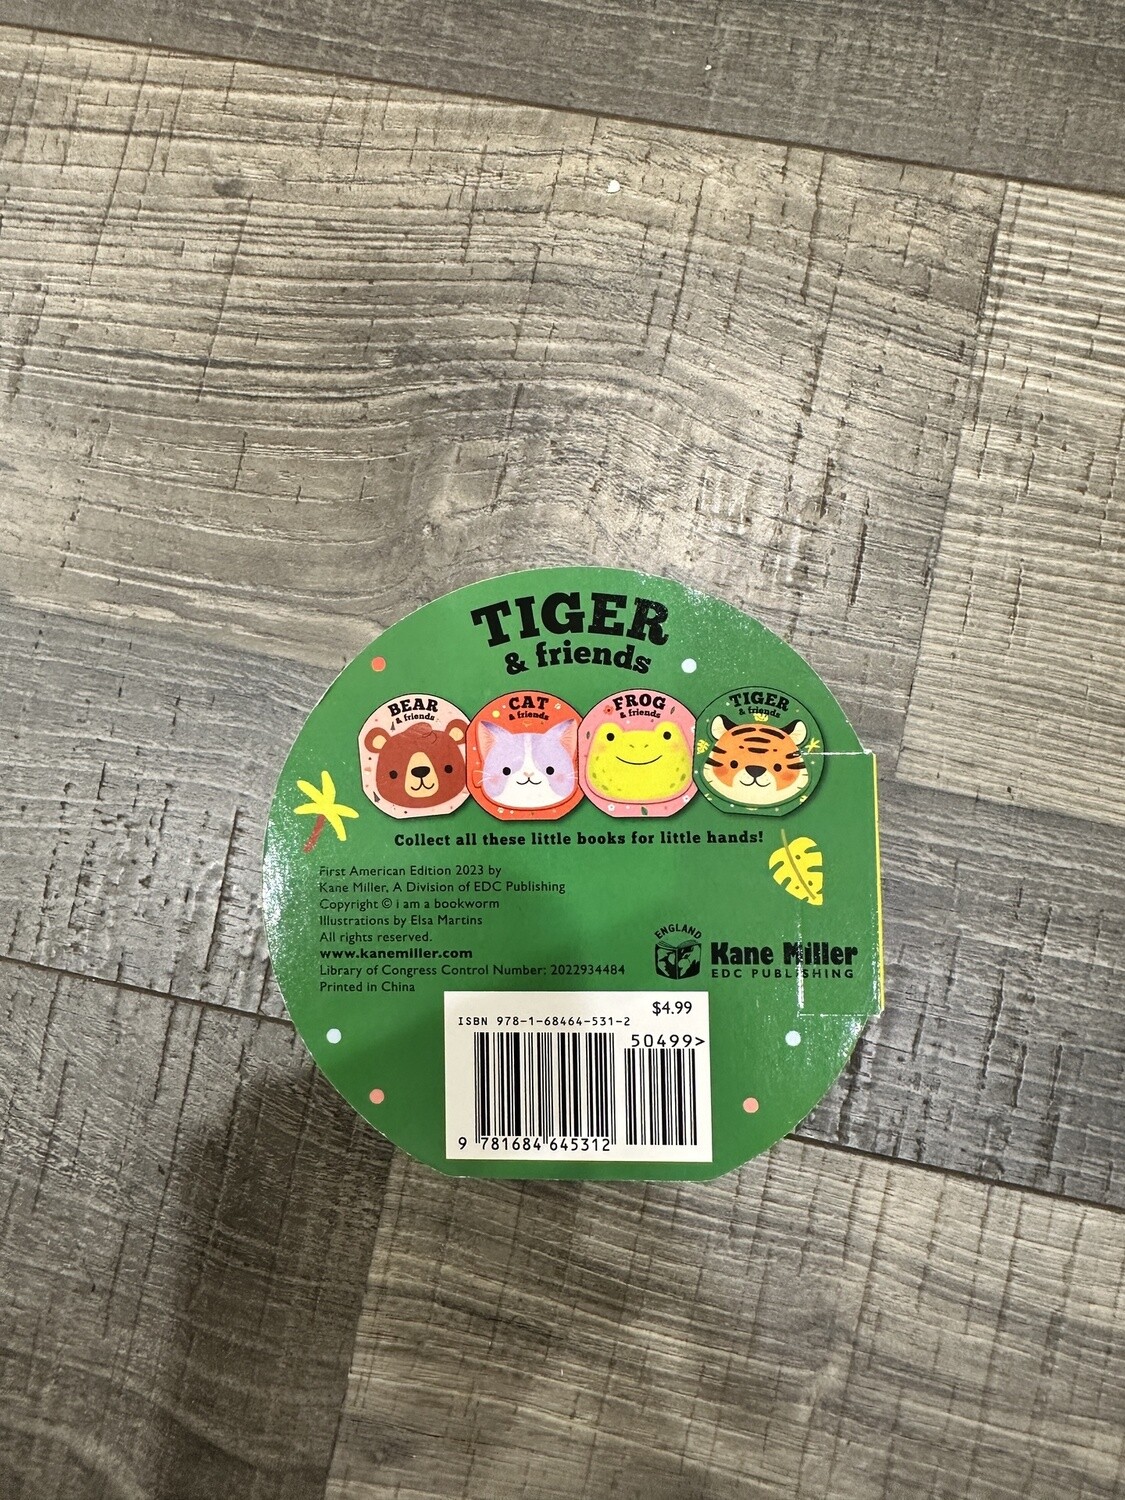 TIGER
& friends
BEAR
& friends
CAT
& friends
FROG
& friends
TIGER
& friends
Collect all these little books for little hands!
First American Edition 2023 by
Kane Miller, A Division of EDC Publishing
Copyright © i am a bookworm
Illustrations by Elsa Martins
All rights reserved.
www.kanemiller.com
Library of Congress Control Number: 2022934484
Printed in China
ENGLAND
Kane Miller
EDC PUBLISHING
$4.99
ISBN 978-1-68464-531-2
50499>
9 781684 645312